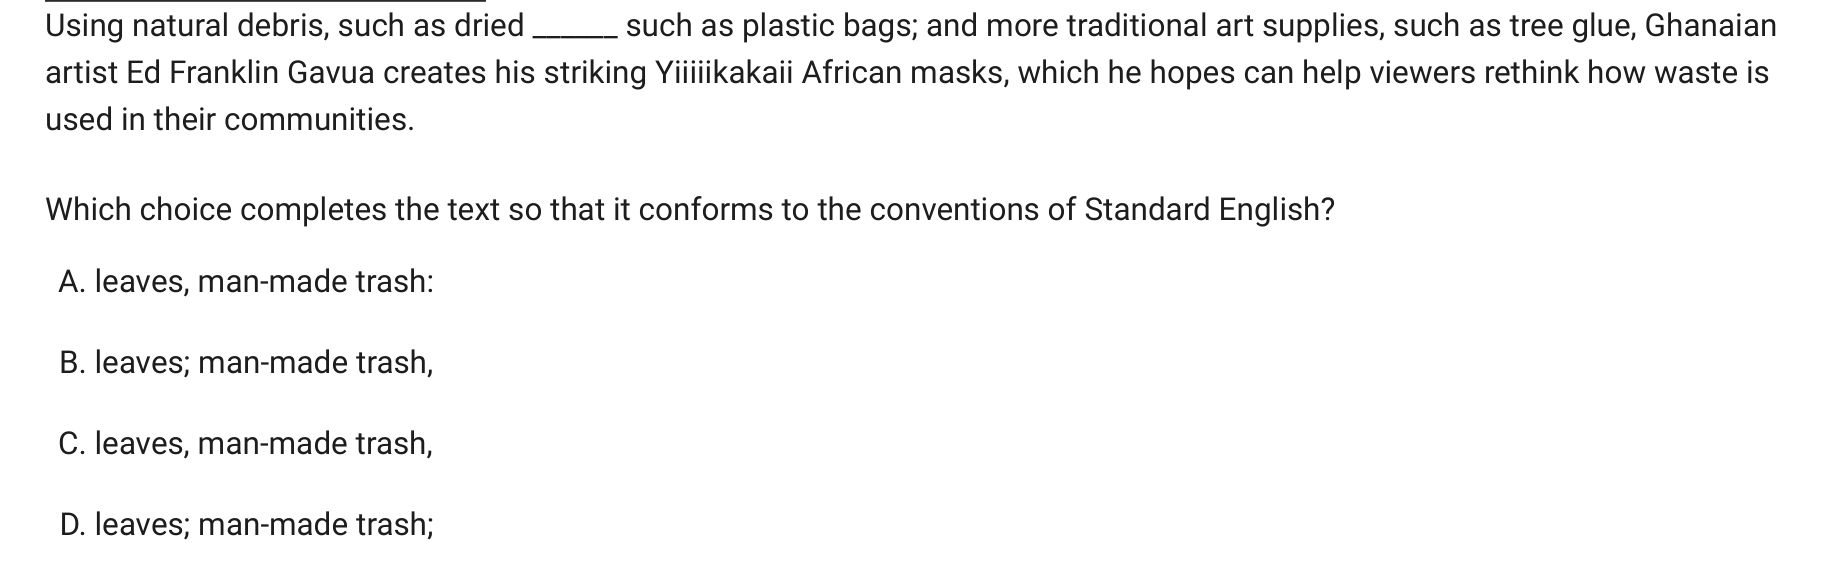 Using natural debris, such as dried ______ such as plastic bags; and more traditional art supplies, such as tree glue, Ghanaian
artist Ed Franklin Gavua creates his striking Yiiiiikakaii African masks, which he hopes can help viewers rethink how waste is
used in their communities.
Which choice completes the text so that it conforms to the conventions of Standard English?
A. leaves, man-made trash:
B. leaves; man-made trash,
C. leaves, man-made trash,
D. leaves; man-made trash;